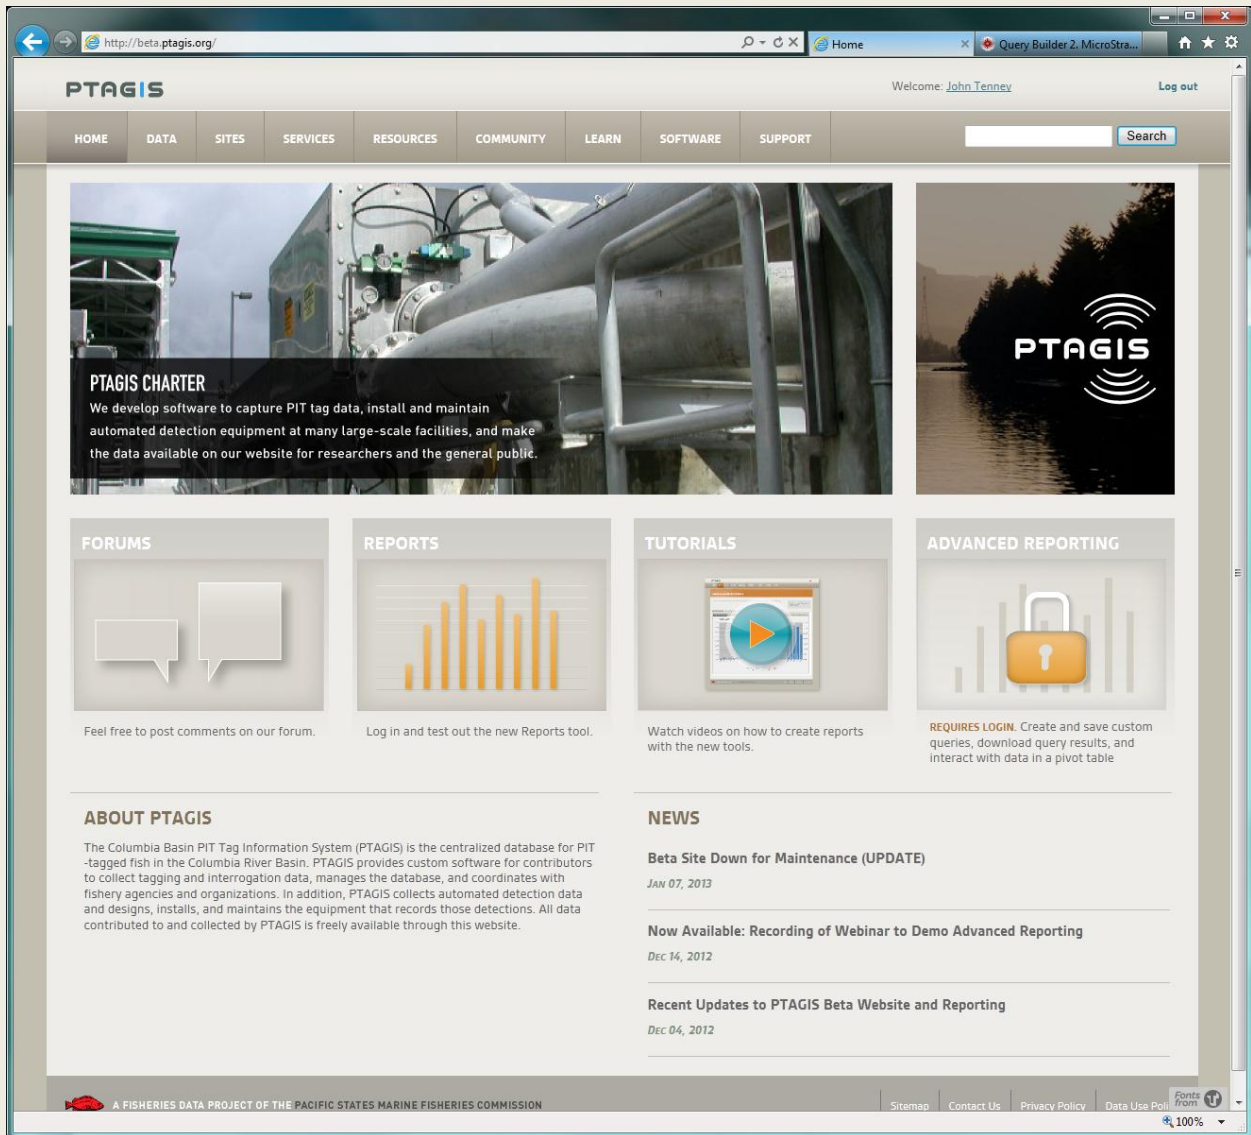 http://beta.ptagis.org/
Home
Query Builder 2. MicroStra...
PTAGIS
Welcome: John Tenney
Log out
HOME
DATA
SITES
SERVICES
RESOURCES
COMMUNITY
LEARN
SOFTWARE
SUPPORT
Search
PTAGIS CHARTER
We develop software to capture PIT tag data, install and maintain
automated detection equipment at many large-scale facilities, and make
the data available on our website for researchers and the general public.
PTAGIS
FORUMS
Feel free to post comments on our forum.
REPORTS
Log in and test out the new Reports tool.
TUTORIALS
Watch videos on how to create reports
with the new tools.
ADVANCED REPORTING
REQUIRES LOGIN. Create and save custom
queries, download query results, and
interact with data in a pivot table
ABOUT PTAGIS
The Columbia Basin PIT Tag Information System (PTAGIS) is the centralized database for PIT
-tagged fish in the Columbia River Basin. PTAGIS provides custom software for contributors
to collect tagging and interrogation data, manages the database, and coordinates with
fishery agencies and organizations. In addition, PTAGIS collects automated detection data
and designs, installs, and maintains the equipment that records those detections. All data
contributed to and collected by PTAGIS is freely available through this website.
NEWS
Beta Site Down for Maintenance (UPDATE)
JAN 07, 2013
Now Available: Recording of Webinar to Demo Advanced Reporting
DEC 14, 2012
Recent Updates to PTAGIS Beta Website and Reporting
DEC 04, 2012
A FISHERIES DATA PROJECT OF THE PACIFIC STATES MARINE FISHERIES COMMISSION
Sitemap
Contact Us
Privacy Policy
Data Use Poli
Fonts
from
100%